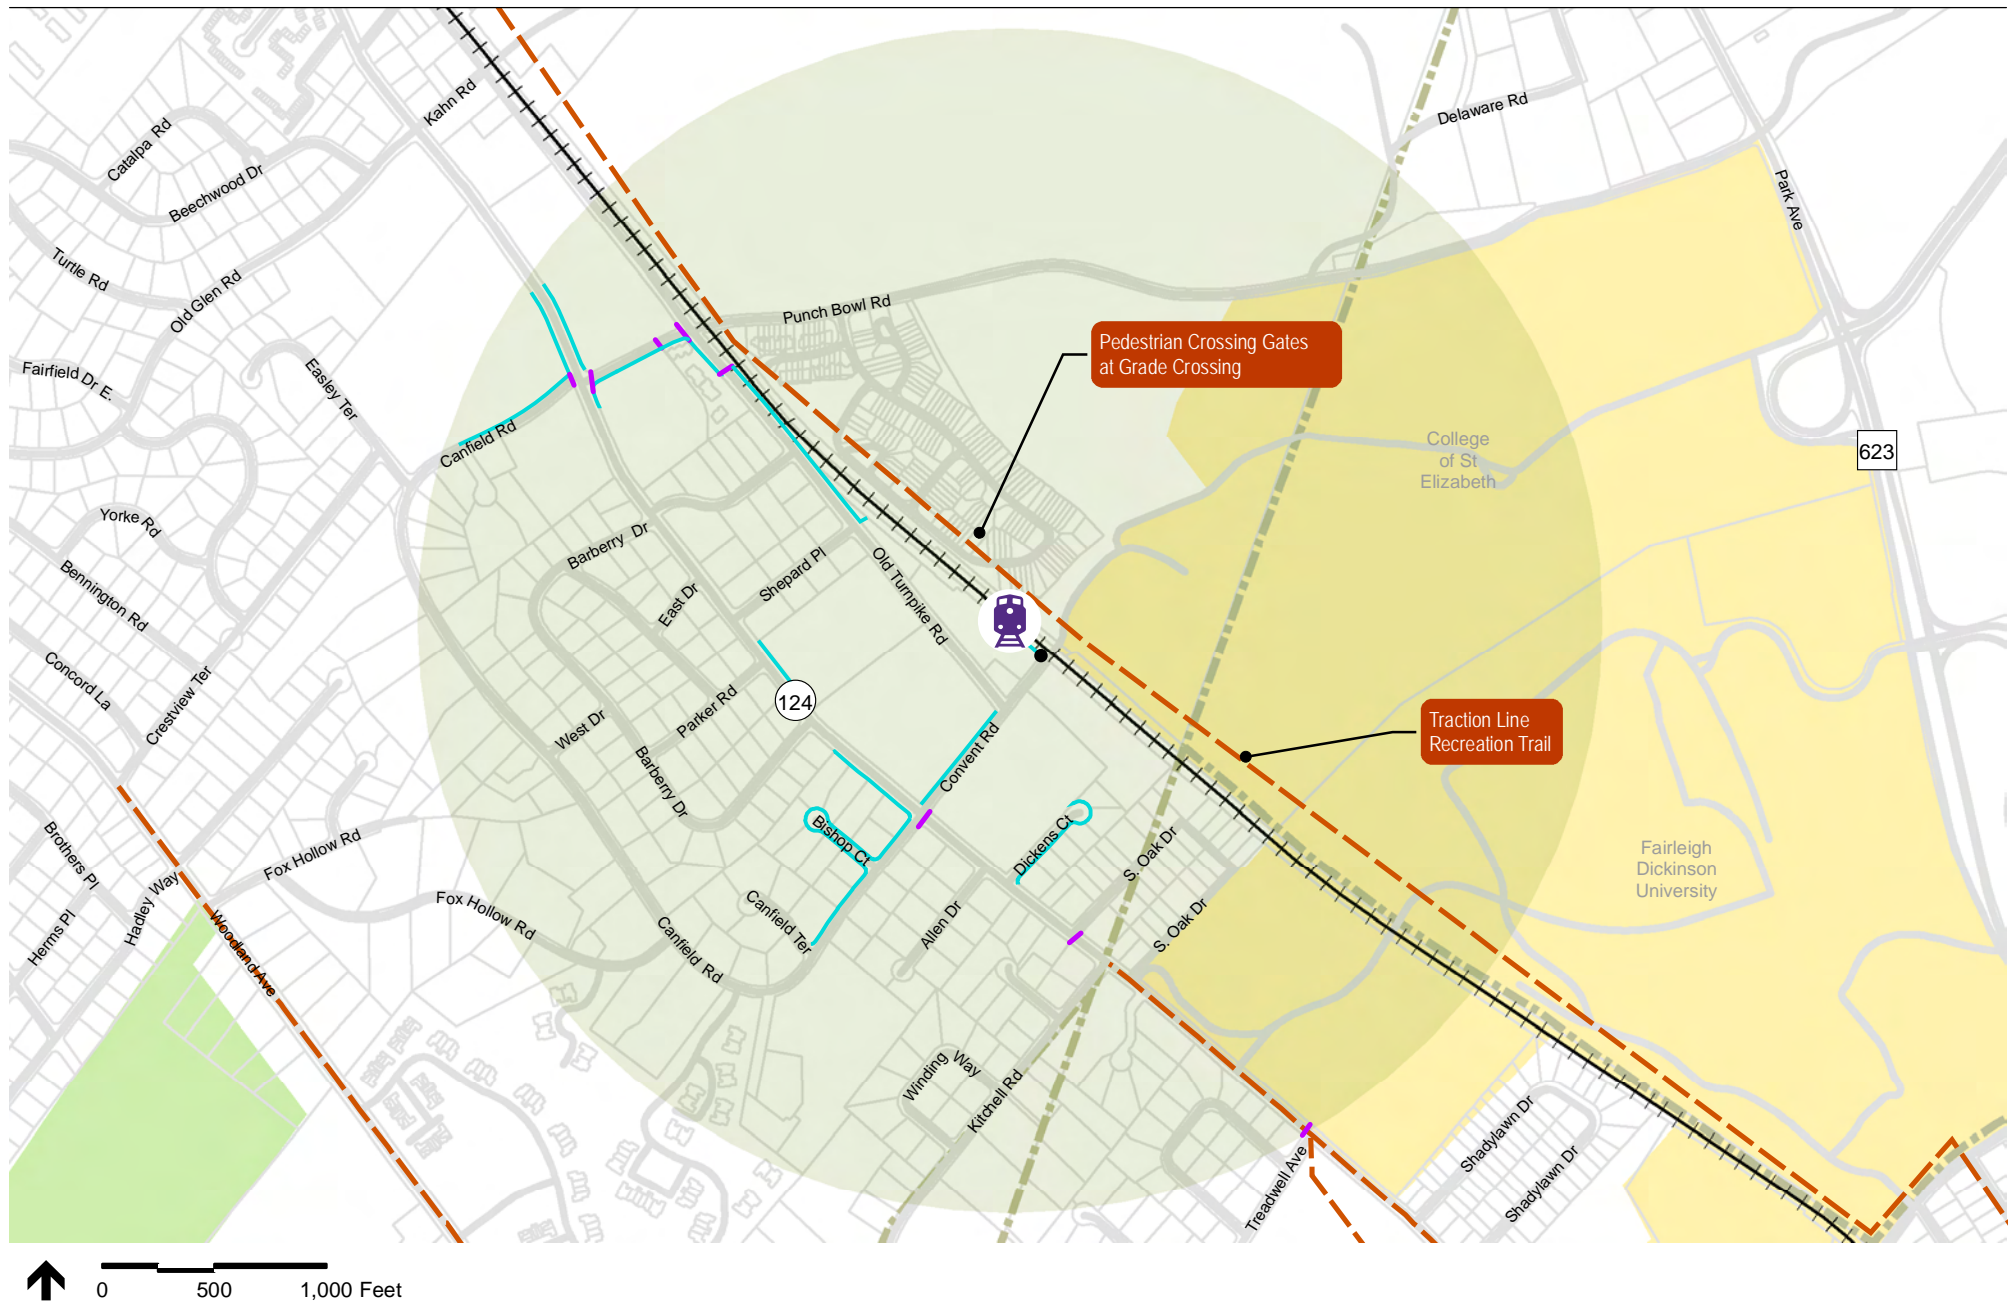 Kahn Rd
Catalpa Rd
Beechwood Dr
Delaware Rd
Park Ave
Turtle Rd
Old Glen Rd
Punch Bowl Rd
Pedestrian Crossing Gates
at Grade Crossing
Fairfield Dr E.
Easley Ter
Canfield Rd
College
of St
Elizabeth
623
Yorke Rd
Barberry Dr
Shepard Pl
Old Turnpike Rd
Bennington Rd
East Dr
Concord La
Crestview Ter
124
Parker Rd
West Dr
Barberry Dr
Convent Rd
Traction Line
Recreation Trail
Bishop Ct
Dickens Ct
S. Oak Dr
Fairleigh
Dickinson
University
Brothers Pl
Fox Hollow Rd
Hadley Way
Herms Pl
Woodland Ave
Fox Hollow Rd
Canfield Rd
Canfield Ter
Allen Dr
S. Oak Dr
Winding Way
Kitchell Rd
Treadwell Ave
Shadylawn Dr
Shadylawn Dr
0 500 1,000 Feet